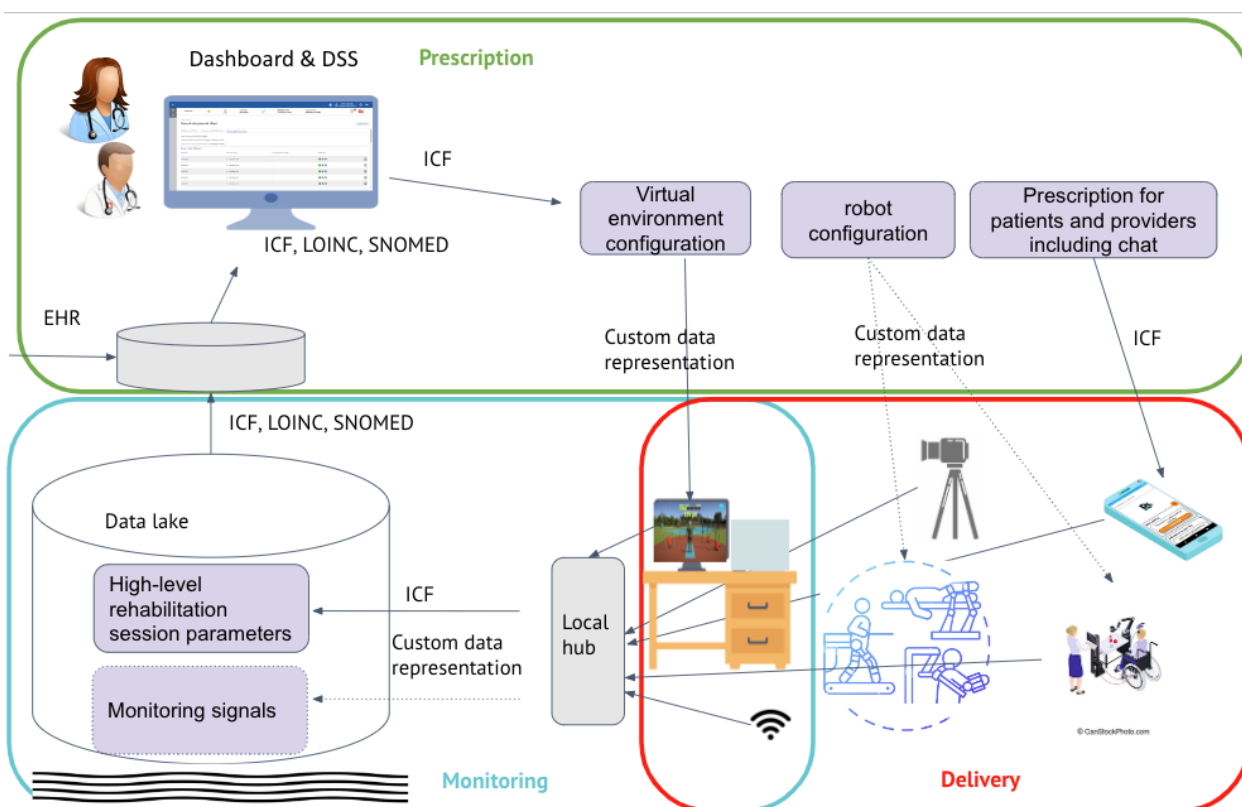 Dashboard & DSS
Prescription
ICF
Virtual
environment
configuration
robot
configuration
Prescription for
patients and providers
including chat
ICF, LOINC, SNOMED
EHR
Custom data
representation
Custom data
representation
ICF
ICF, LOINC, SNOMED
Data lake
High-level
rehabilitation
session parameters
ICF
Local
hub
Custom data
representation
Monitoring signals
© CanStockPhoto.com
Monitoring
Delivery